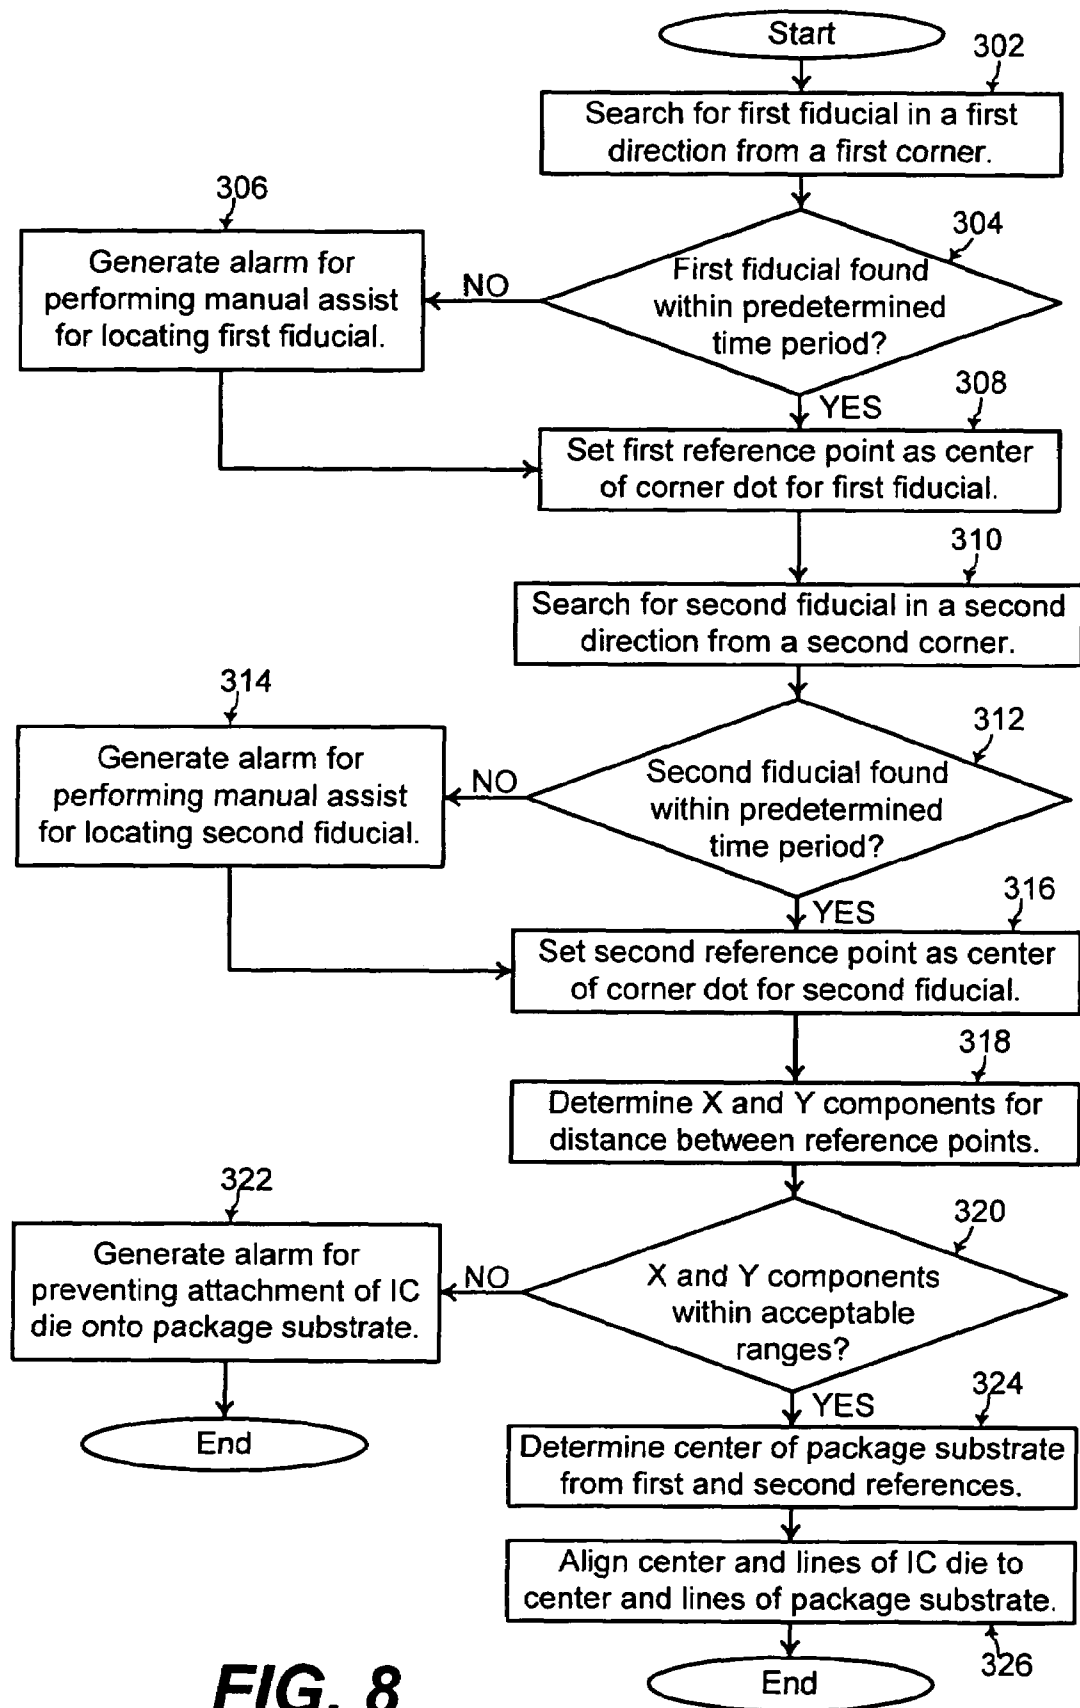 Start
302
Search for first fiducial in a first
direction from a first corner.
306
304
Generate alarm for
performing manual assist
for locating first fiducial.
NO
First fiducial found
within predetermined
time period?
YES
308
Set first reference point as center
of corner dot for first fiducial.
310
Search for second fiducial in a second
direction from a second corner.
314
312
Generate alarm for
performing manual assist
for locating second fiducial.
NO
Second fiducial found
within predetermined
time period?
YES
316
Set second reference point as center
of corner dot for second fiducial.
318
Determine X and Y components for
distance between reference points.
322
320
Generate alarm for
preventing attachment of IC
die onto package substrate.
NO
X and Y components
within acceptable
ranges?
YES
324
End
Determine center of package substrate
from first and second references.
Align center and lines of IC die to
center and lines of package substrate.
326
End
FIG. 8